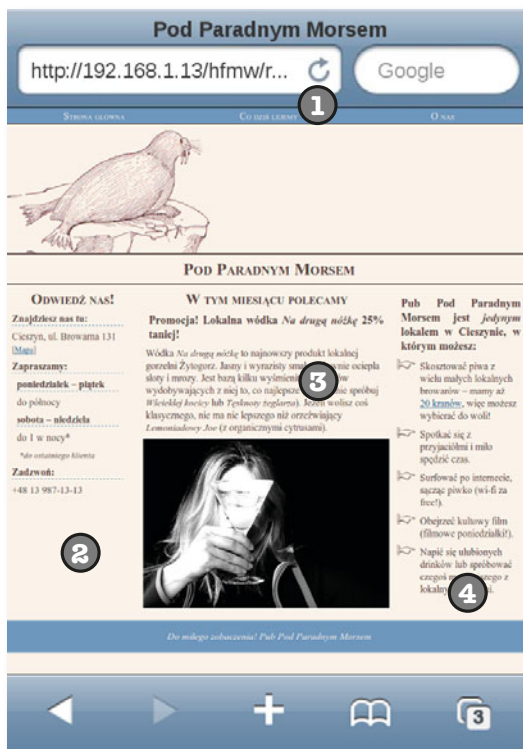 Pod Paradnym Morsem
http://192.168.1.13/hfmw/r...
Google
1
Strona główna
Co dziś
O nas
Pod Paradnym Morsem
Odwiedź nas!
Znajdziesz nas tu:
Cieszyn, ul. Browarna 131
[Mapa]
Zapraszamy:
poniedziałek – piątek
do północy
sobota – niedziela
do 1 w nocy*
*do ostatniego klienta
Zadzwoń:
+48 13 987-13-13
2
W tym miesiącu polecamy
Promocja! Lokalna wódka Na drugą nóżkę 25%
taniej!
Wódka Na drugą nóżkę to najnowszy produkt lokalnej
gorzelni Żytogorz. Jasny i wyrazisty ociepla
słoty i mrozy. Jest bazą kilku
wydobywających z niej to, co najlepsze spróbuj
Wściekłej kocicy lub Tęsknoty żeglarza). Jeżeli wolisz coś
klasycznego, nie ma nic lepszego niż orzeźwiający
Lemoniadowy Joe (z organicznymi cytrusami).
3
Pub Pod Paradnym
Morsem jest jedynym
lokalem w Cieszynie, w
którym możesz:
Skosztować piwa z
wielu małych lokalnych
browarów – mamy aż
20 kranów, więc możesz
wybierać do woli!
Spotkać się z
przyjaciółmi i miło
spędzić czas.
Surfować po internecie,
sącząc piwko (wi-fi za
free!).
Obejrzeć kultowy film
(filmowe poniedziałki!).
Napić się ulubionych
drinków lub spróbować
czegoś
4
Do miłego zobaczenia! Pub Pod Paradnym Morsem
3